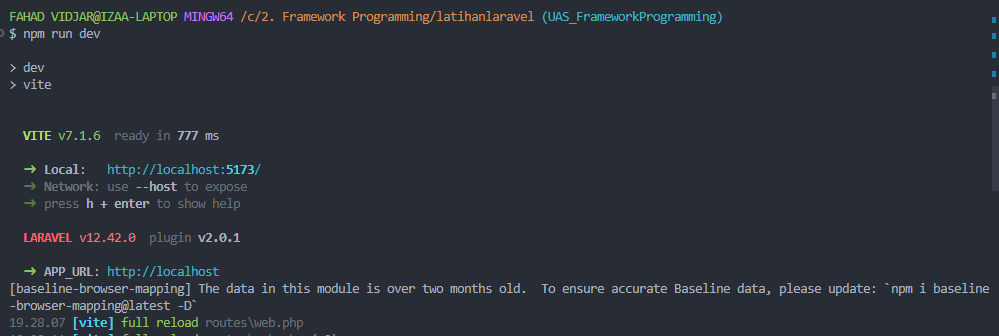 FAHAD VIDJAR@IZAA-LAPTOP MINGW64 /c/2. Framework Programming/latihanlaravel (UAS_FrameworkProgramming)
$ npm run dev
> dev
> vite
VITE v7.1.6 ready in 777 ms
➜ Local: http://localhost:5173/
➜ Network: use --host to expose
➜ press h + enter to show help
LARAVEL v12.42.0 plugin v2.0.1
➜ APP_URL: http://localhost
[baseline-browser-mapping] The data in this module is over two months old. To ensure accurate Baseline data, please update: `npm i baseline
-browser-mapping@latest -D`
19.28.07 [vite] full reload routes\web.php